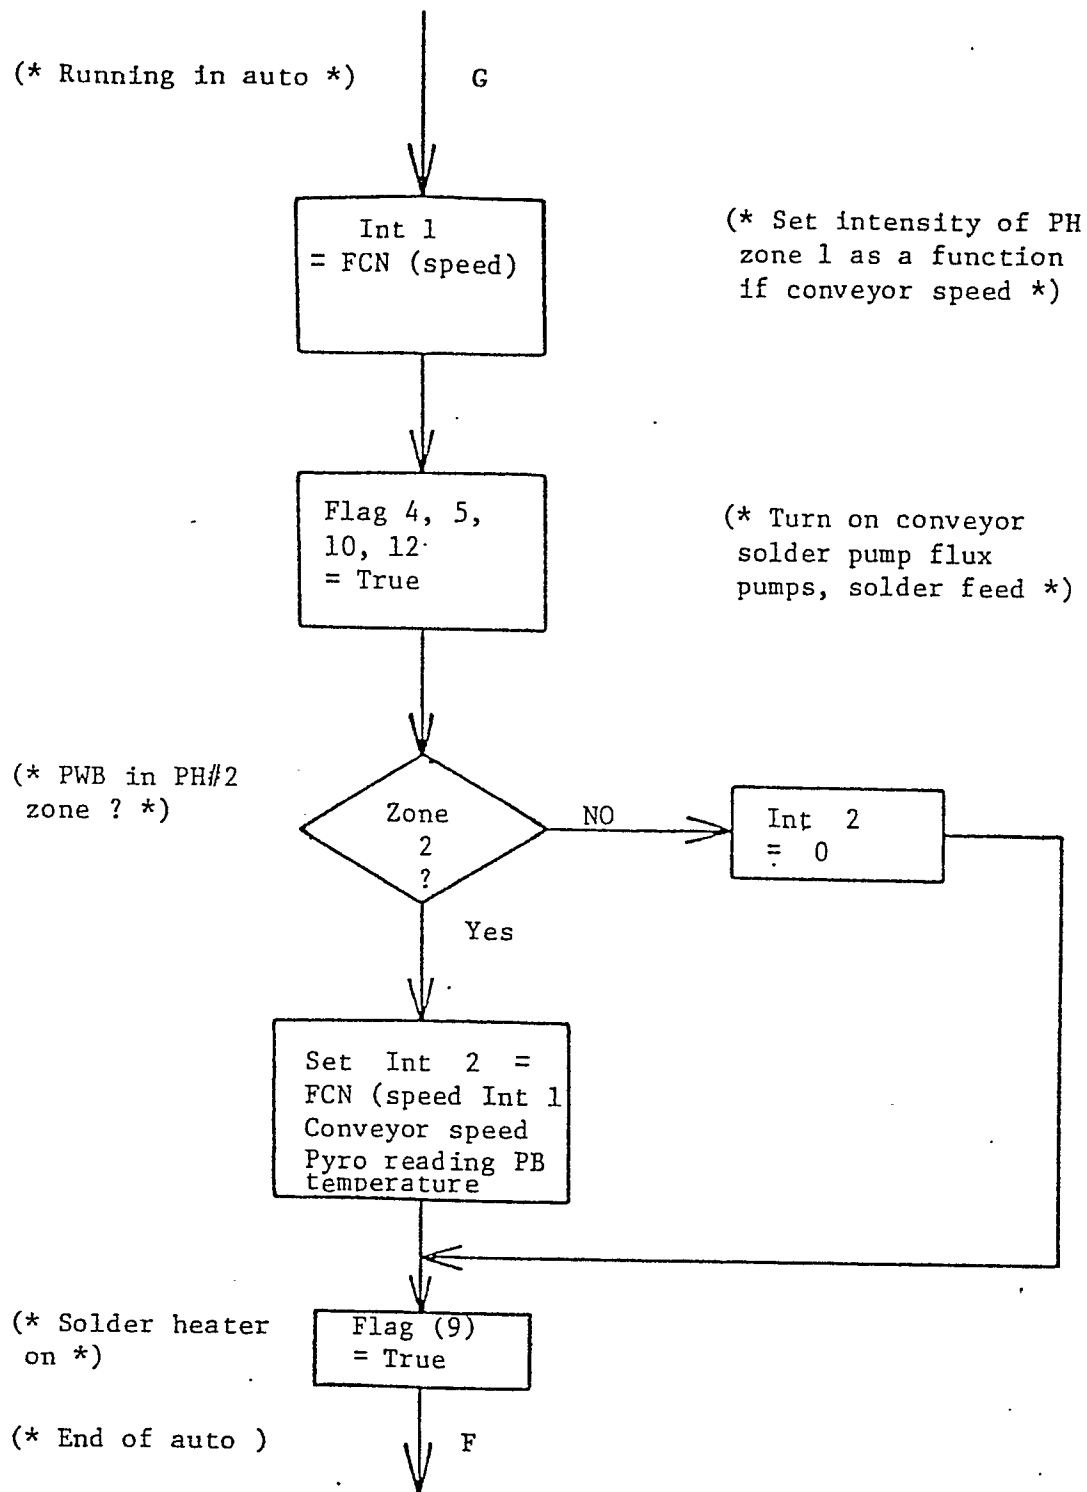 (* Running in auto *)
G
Int 1
= FCN (speed)
(* Set intensity of PH
zone 1 as a function
if conveyor speed *)
Flag 4, 5,
10, 12
= True
(* Turn on conveyor
solder pump flux
pumps, solder feed *)
(* PWB in PH#2
zone ? *)
Zone
2
?
NO
Int 2
= 0
Yes
Set Int 2 =
FCN (speed Int 1
Conveyor speed
Pyro reading PB
temperature
(* Solder heater
on *)
Flag (9)
= True
(* End of auto )
F